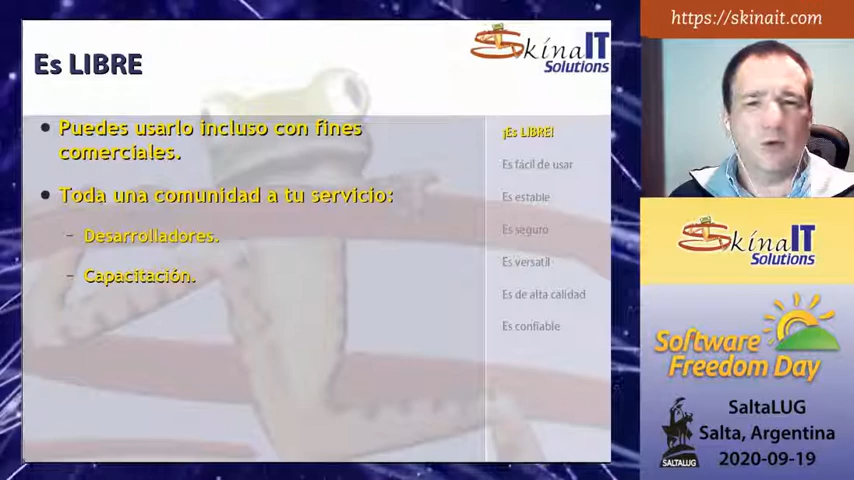 https://skinait.com
Es LIBRE
SkinaIT
Solutions
Puedes usarlo incluso con fines
comerciales.
Toda una comunidad a tu servicio:
– Desarrolladores.
– Capacitación.
¡Es LIBRE!
Es fácil de usar
Es estable
Es seguro
Es versatil
Es de alta calidad
Es confiable
SkínaIT
Solutions
Software
Freedom Day
SaltaLUG
Salta, Argentina
2020-09-19
SALTALUG